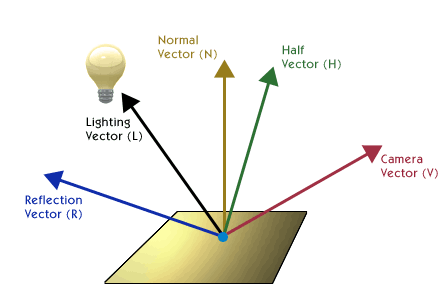 Normal
Vector (N)
Half
Vector (H)
Lighting
Vector (L)
Camera
Vector (V)
Reflection
Vector (R)